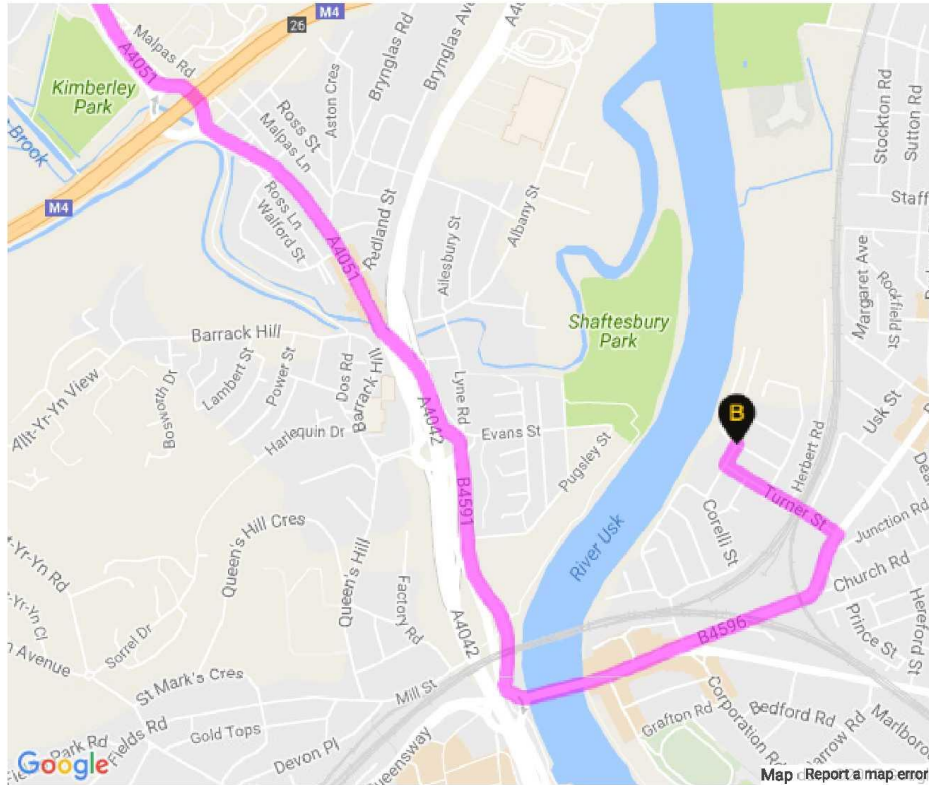 M4
26
A4051
Malpas Rd
Kimberley
Park
Brook
M4
Ross St
Malpas Ln
Aston Cres
Brynglas Rd
Brynglas Ave
Ross Ln
Walford St
A4051
Redland St
Ailesbury St
Albany St
Stockton Rd
Sutton Rd
Margaret Ave
Rockfield St
Shaftesbury
Park
Barrack Hill
Lambert St
Power St
Dos Rd
Barrack Hill
Bosworth Dr
Allt-Yr-Yn View
Harlequin Dr
A4042
Lyne Rd
Evans St
Pugsley St
B4591
B
Usk St
Herbert Rd
Turner St
Junction Rd
Corelli St
River Usk
Church Rd
Hereford St
Prince St
B4596
Queen's Hill Cres
Queen's Hill
Factory Rd
A4042
Sorrel Dr
Mill St
St Mark's Cres
Gold Tops
Devon Pl
Queensway
Fields Rd
Park Rd
Corporation Rd
Grafton Rd
Bedford Rd
Google
Map
Report a map error